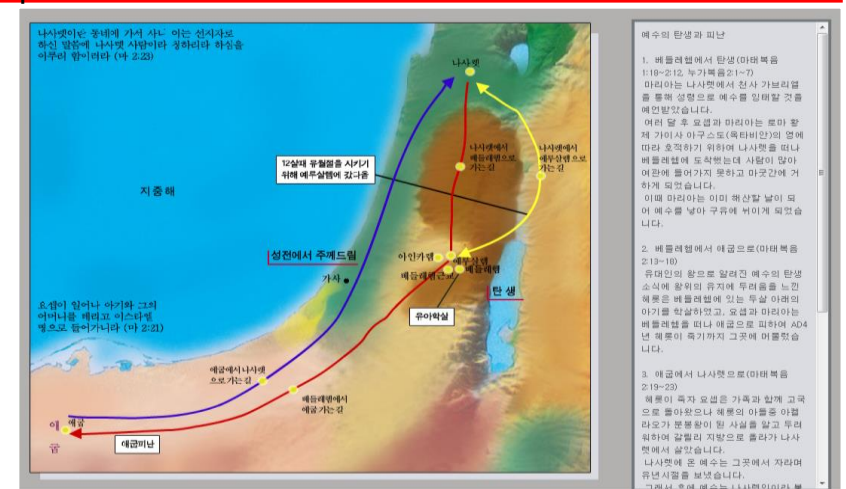 나사렛이란 동네에 가서 사니 이는 선지자로
하신 말씀에 나사렛 사람이라 칭하리라 하심을
이루려 함이러라 (마 2:23)
나사렛
나사렛에서
베들레헴으로
가는길
나사렛에서
예루살렘으로
가는길
12살때 유월절을 지키기
위해 예루살렘에 갔다옴
지중해
성전에서 주께드림
아인카렘
예루살렘
베들레헴근교
베들레헴
가사
탄 생
유아학살
요셉이 일어나 아기와 그의
어머니를 데리고 이스라엘
땅으로 들어가니라 (마 2:21)
애굽에서 나사렛
으로 가는길
베들레헴에서
애굽 가는길
애굽
애굽
애굽피난
예수의 탄생과 피난
1. 베들레헴에서 탄생(마태복음
1:18~2:12, 누가복음2:1~7)
마리아는 나사렛에서 천사 가브리엘
을 통해 성령으로 예수를 잉태할 것을
예언받았습니다.
여러 달 후 요셉과 마리아는 로마 황
제 가이사 아구스도(옥타비안)의 영에
따라 호적하기 위하여 나사렛을 떠나
베들레헴에 도착했는데 사람이 많아
여관에 들어가지 못하고 마굿간에 거
하게 되었습니다.
이때 마리아는 이미 해산할 날이 되
어 예수를 낳아 구유에 뉘이게 되었습
니다.
2. 베들레헴에서 애굽으로(마태복음
2:13~18)
유대인의 왕으로 알려진 예수의 탄생
소식에 왕위의 유지에 두려움을 느낀
헤롯은 베들레헴에 있는 두살 아래의
아기를 학살하였고, 요셉과 마리아는
베들레헴을 떠나 애굽으로 피하여 AD4
년 헤롯이 죽기까지 그곳에 머물렀습
니다.
3. 애굽에서 나사렛으로(마태복음
2:19~23)
헤롯이 죽자 요셉은 가족과 함께 고국
으로 돌아왔으나 헤롯의 아들중 아켈
라오가 분봉왕이 된 사실을 알고 두려
워하여 갈릴리 지방으로 올라가 나사
렛에서 살았습니다.
나사렛에 온 예수는 그곳에서 자라며
유년시절을 보냈습니다.